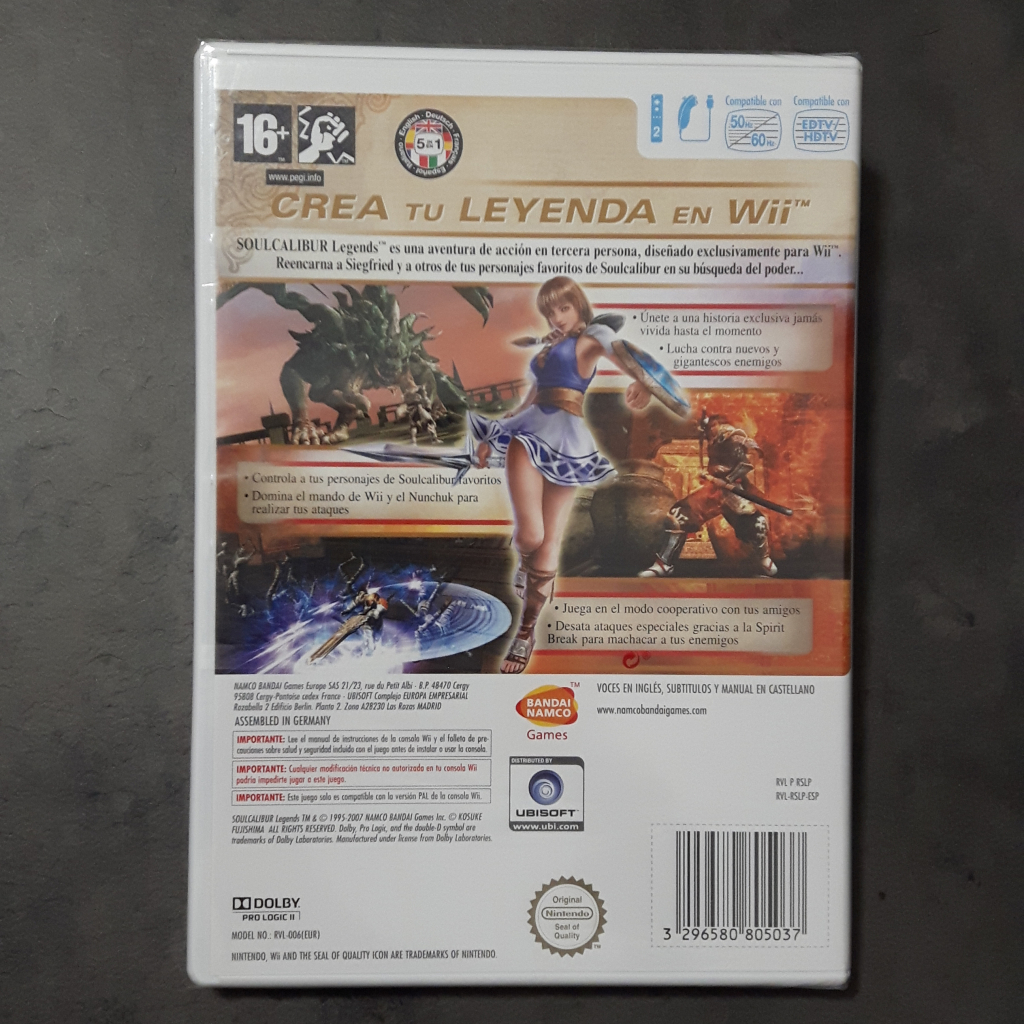 16+
www.pegi.info
English · Deutsch · Français · Español · Italiano
5 EN 1
2
Compatible con
50Hz
60Hz
Compatible con
EDTV/
HDTV
CREA TU LEYENDA EN Wii™
SOULCALIBUR Legends™ es una aventura de acción en tercera persona, diseñado exclusivamente para Wii™.
Reencarna a Siegfried y a otros de tus personajes favoritos de Soulcalibur en su búsqueda del poder...
• Únete a una historia exclusiva jamás
vivida hasta el momento
• Lucha contra nuevos y
gigantescos enemigos
• Controla a tus personajes de Soulcalibur favoritos
• Domina el mando de Wii y el Nunchuk para
realizar tus ataques
• Juega en el modo cooperativo con tus amigos
• Desata ataques especiales gracias a la Spirit
Break para machacar a tus enemigos
NAMCO BANDAI Games Europe SAS 21/23, rue du Petit Albi - B.P. 48470 Cergy
95808 Cergy-Pontoise cedex France - UBISOFT Complejo EUROPA EMPRESARIAL
Rozabella 2 Edificio Berlín. Planta 2. Zona A28230 Las Rozas MADRID
ASSEMBLED IN GERMANY
IMPORTANTE: Lee el manual de instrucciones de la consola Wii y el folleto de pre-
cauciones sobre salud y seguridad incluido con el juego antes de instalar o usar la consola.
IMPORTANTE: Cualquier modificación técnica no autorizada en tu consola Wii
podría impedirte jugar a este juego.
IMPORTANTE: Este juego solo es compatible con la versión PAL de la consola Wii.
SOULCALIBUR Legends TM & © 1995-2007 NAMCO BANDAI Games Inc. © KOSUKE
FUJISHIMA ALL RIGHTS RESERVED. Dolby, Pro Logic, and the double-D symbol are
trademarks of Dolby Laboratories. Manufactured under license from Dolby Laboratories.
BANDAI
NAMCO
™
Games
VOCES EN INGLÉS, SUBTITULOS Y MANUAL EN CASTELLANO
www.namcobandaigames.com
DISTRIBUTED BY
UBISOFT™
www.ubi.com
RVL P RSLP
RVL-RSLP-ESP
DOLBY
PRO LOGIC II
MODEL NO.: RVL-006(EUR)
NINTENDO, Wii AND THE SEAL OF QUALITY ICON ARE TRADEMARKS OF NINTENDO.
Original
Nintendo
Seal of
Quality
™
3 296580 805037